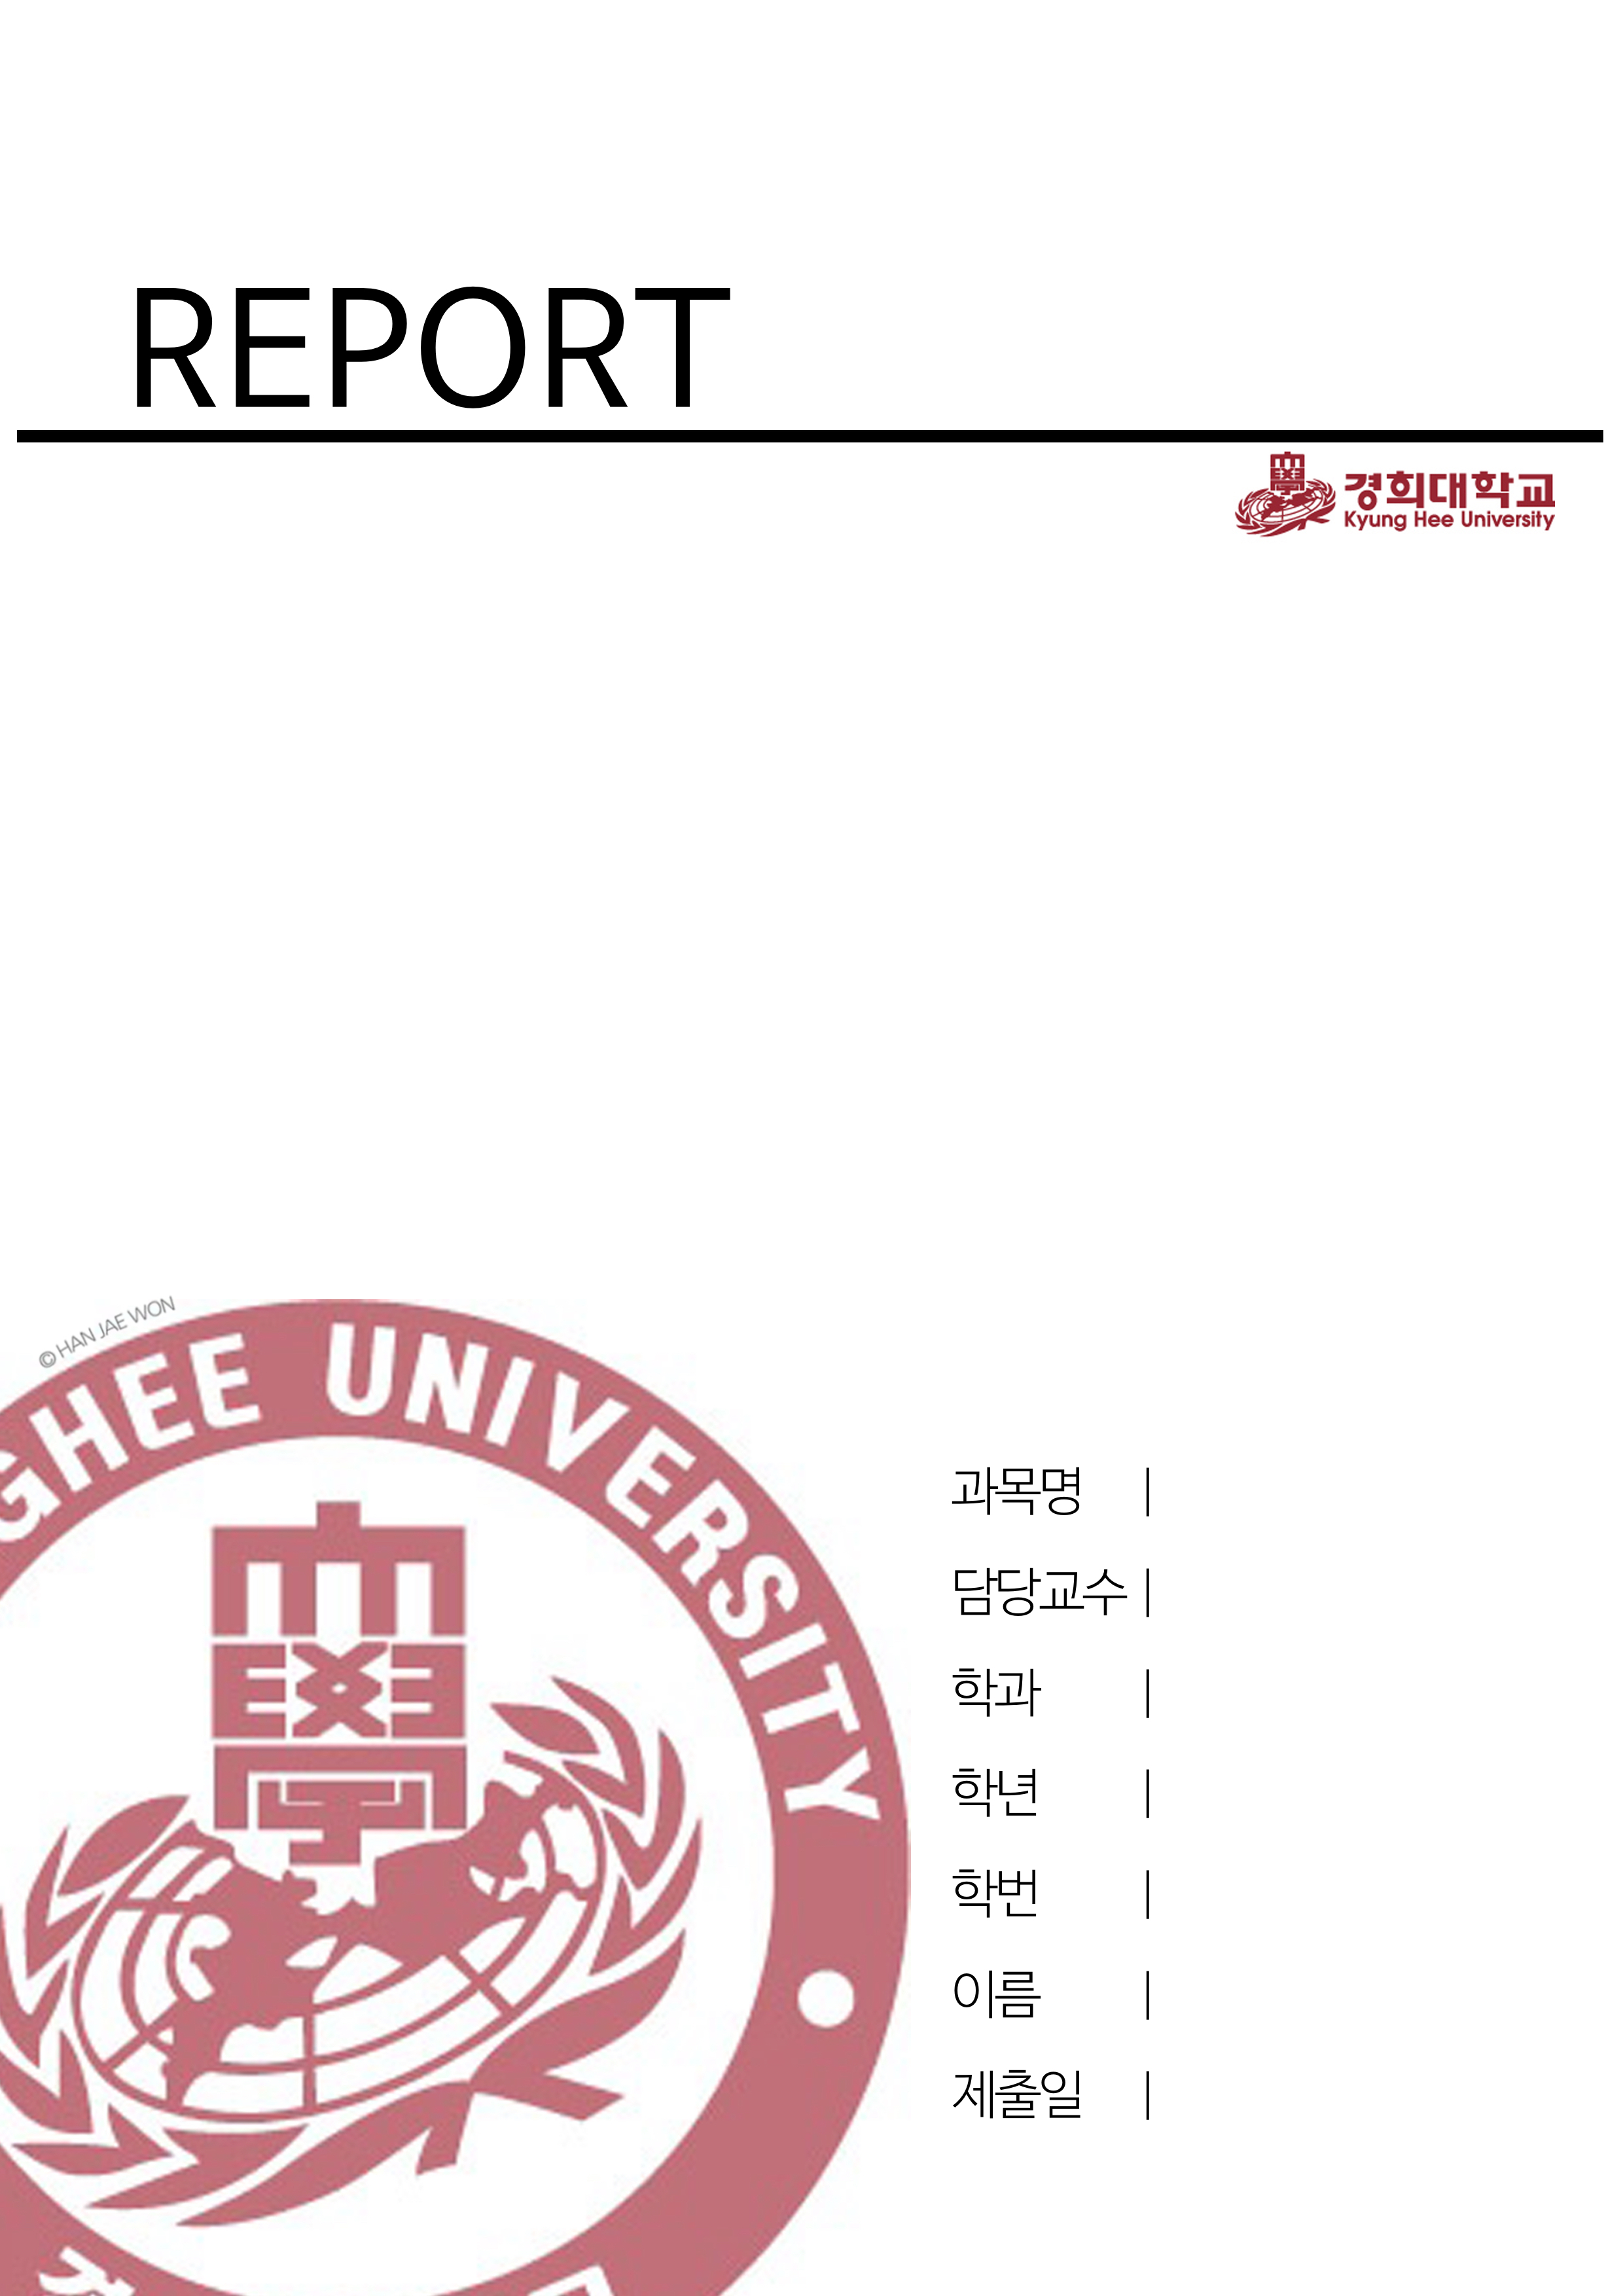 REPORT
경희대학교
Kyung Hee University
© HAN JAE WON
GHEE UNIVERSITY
과목명 |
담당교수 |
학과 |
학년 |
학번 |
이름 |
제출일 |